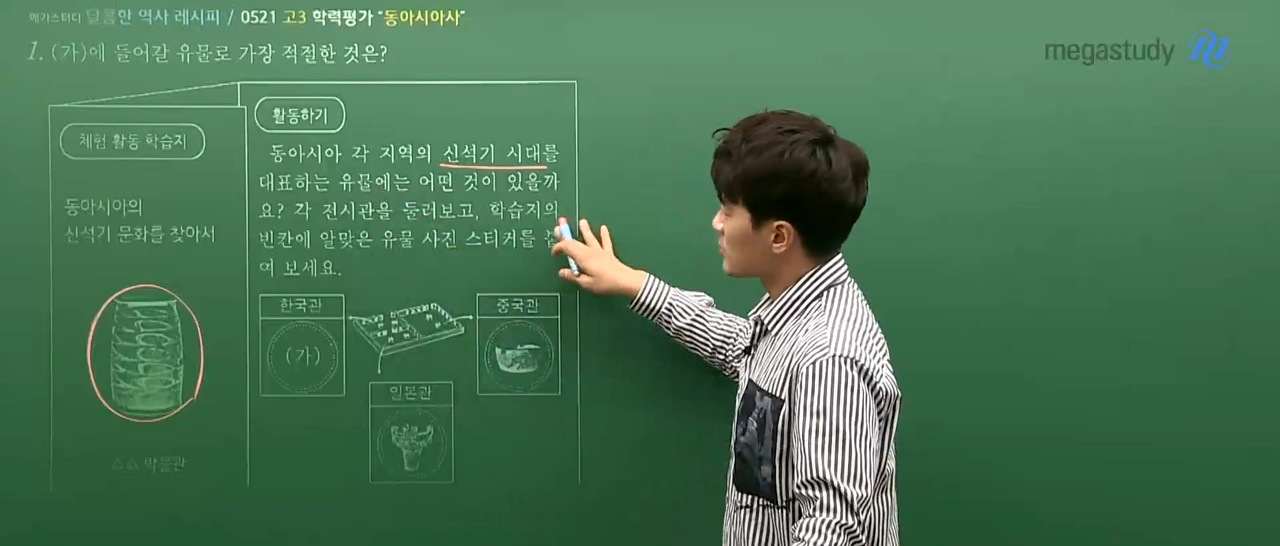 메가스터디 달콤한 역사 레시피 / 0521 고3 학력평가 "동아시아사"
megastudy
1. (가)에 들어갈 유물로 가장 적절한 것은?
체험 활동 학습지
동아시아의
신석기 문화를 찾아서
△△ 박물관
활동하기
동아시아 각 지역의 신석기 시대를
대표하는 유물에는 어떤 것이 있을까
요? 각 전시관을 둘러보고, 학습지의
빈칸에 알맞은 유물 사진 스티커를 붙
여 보세요.
한국관
(가)
중국관
일본관